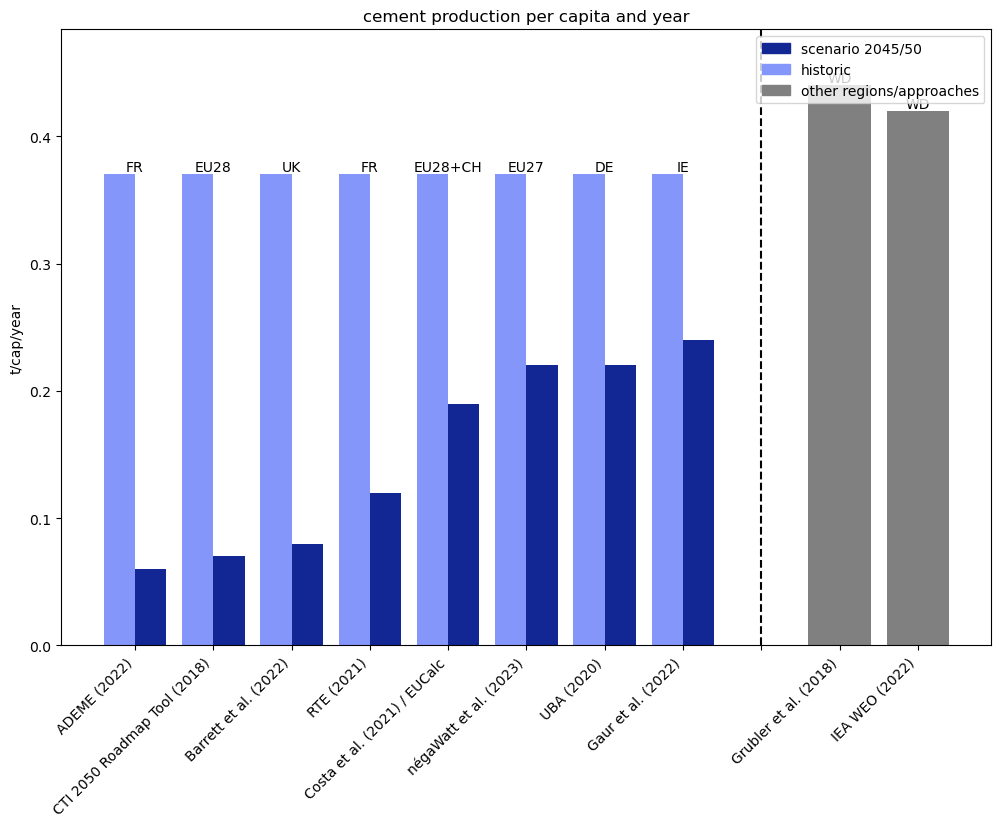 cement production per capita and year
scenario 2045/50
historic
other regions/approaches
WD
WD
FR
EU28
UK
FR
EU28+CH
EU27
DE
IE
t/cap/year
0.4
0.3
0.2
0.1
0.0
ADEME (2022)
CTI 2050 Roadmap Tool (2018)
Barrett et al. (2022)
RTE (2021)
Costa et al. (2021) / EUCalc
négaWatt et al. (2023)
UBA (2020)
Gaur et al. (2022)
Grubler et al. (2018)
IEA WEO (2022)